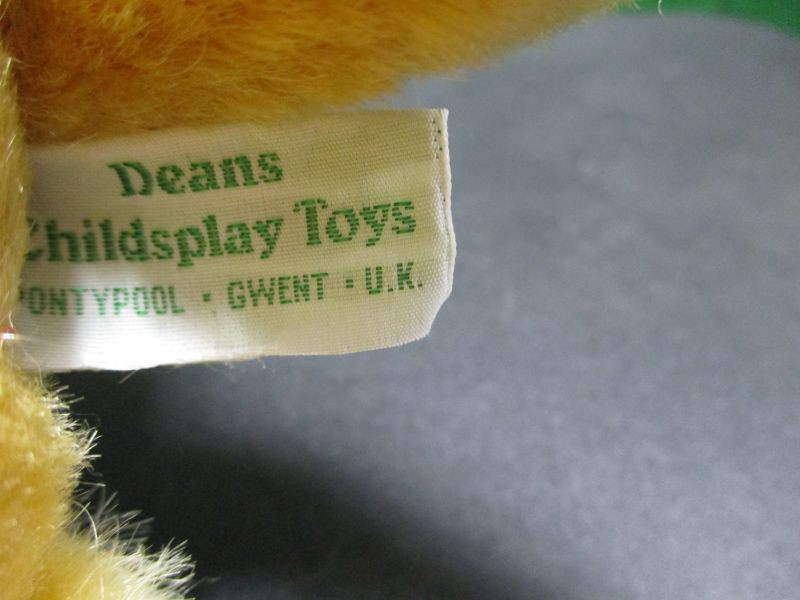 Deans
Childsplay Toys
PONTYPOOL · GWENT · U.K.